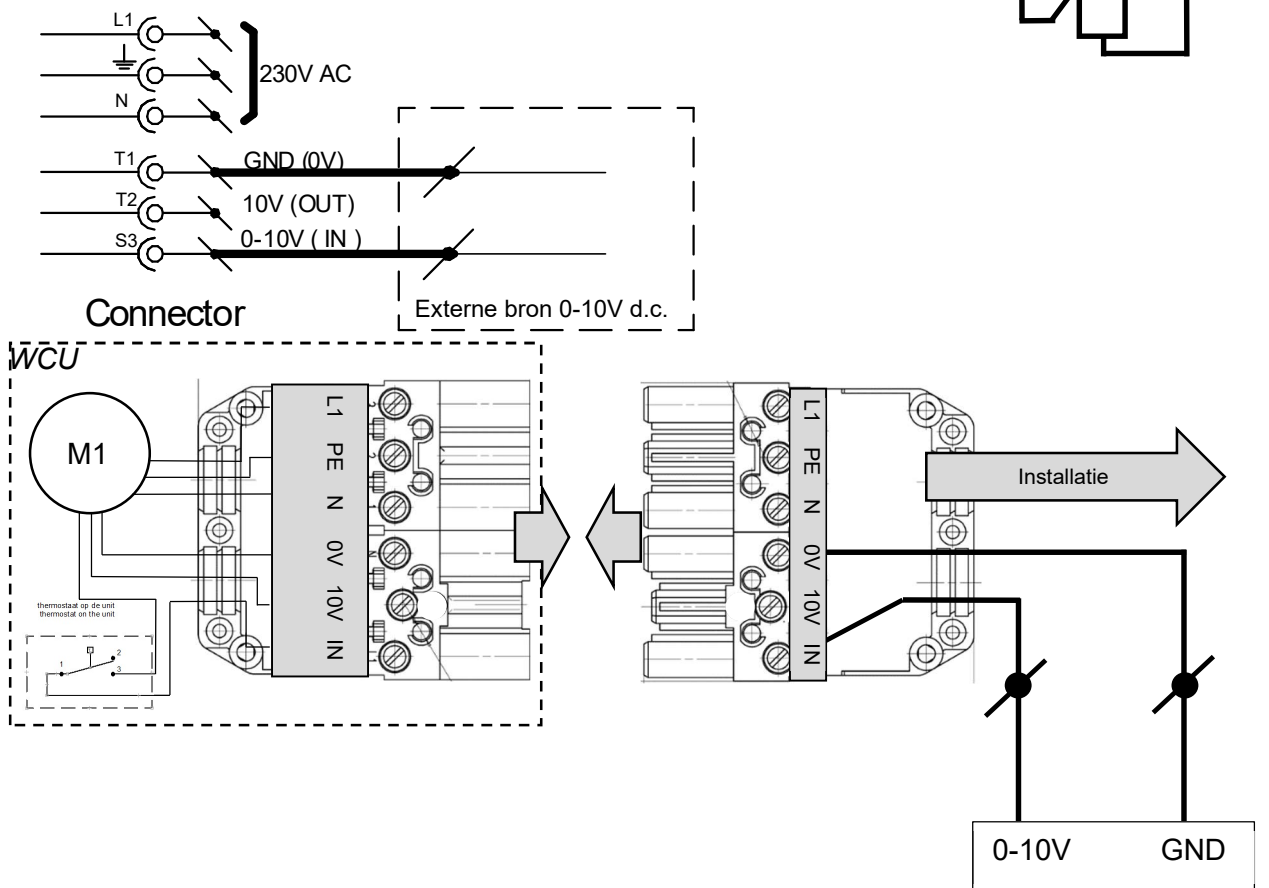 L1
230V AC
N
T1 GND (0V)
T2 10V (OUT)
S3 0-10V ( IN )
Connector
Externe bron 0-10V d.c.
WCU
M1
L1 PE N 0V 10V IN
thermostaat op de unit
thermostat on the unit
1
2
3
L1 PE N 0V 10V IN
Installatie
0-10V GND